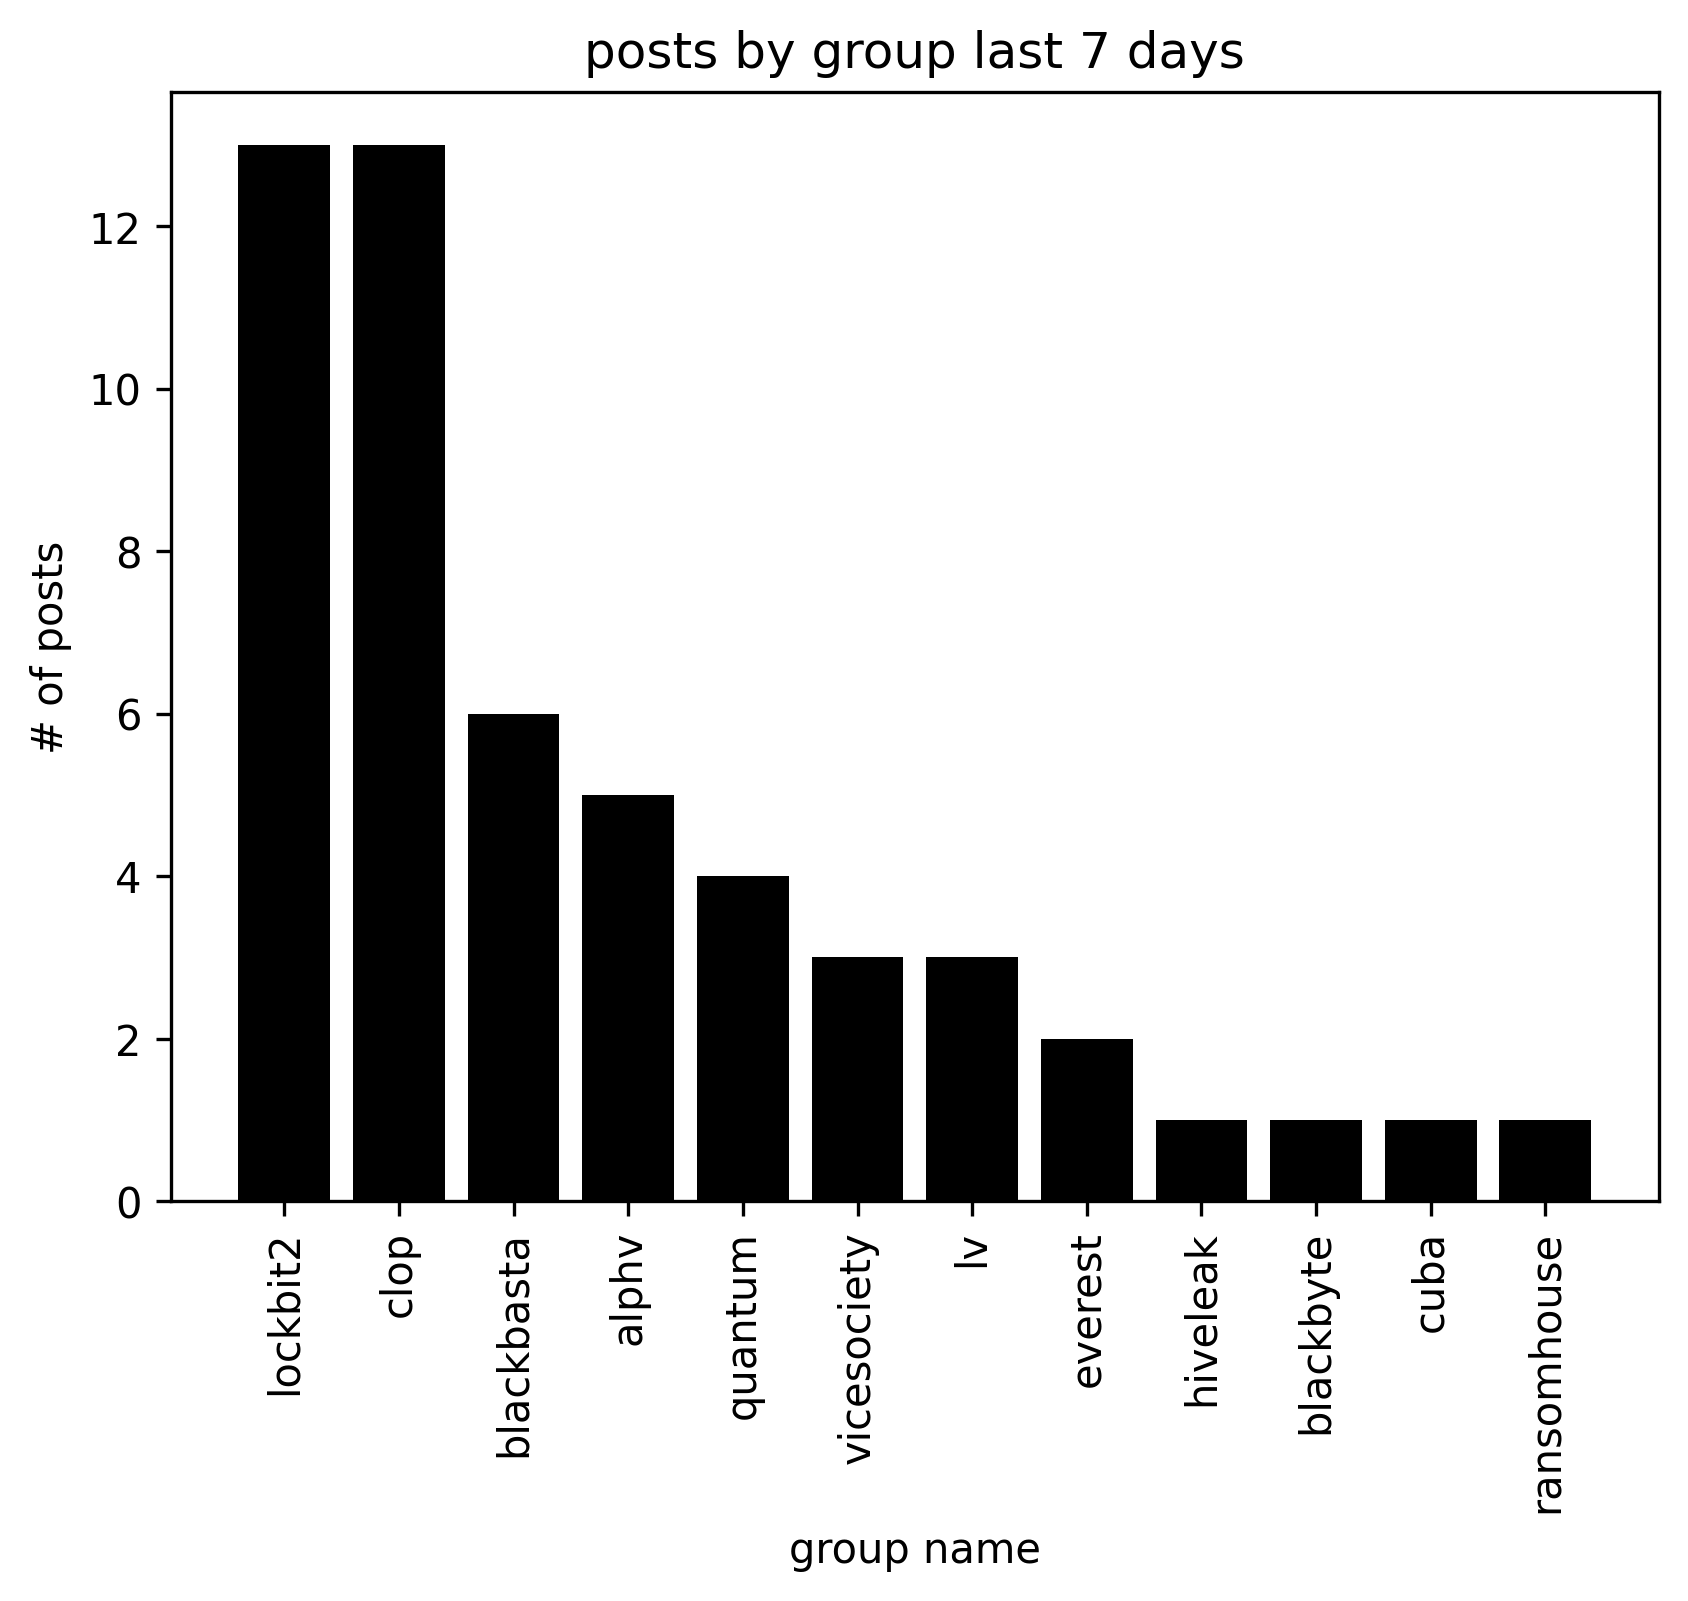 posts by group last 7 days
# of posts
12
10
8
6
4
2
0
lockbit2
clop
blackbasta
alphv
quantum
vicesociety
lv
everest
hiveleak
blackbyte
cuba
ransomhouse
group name